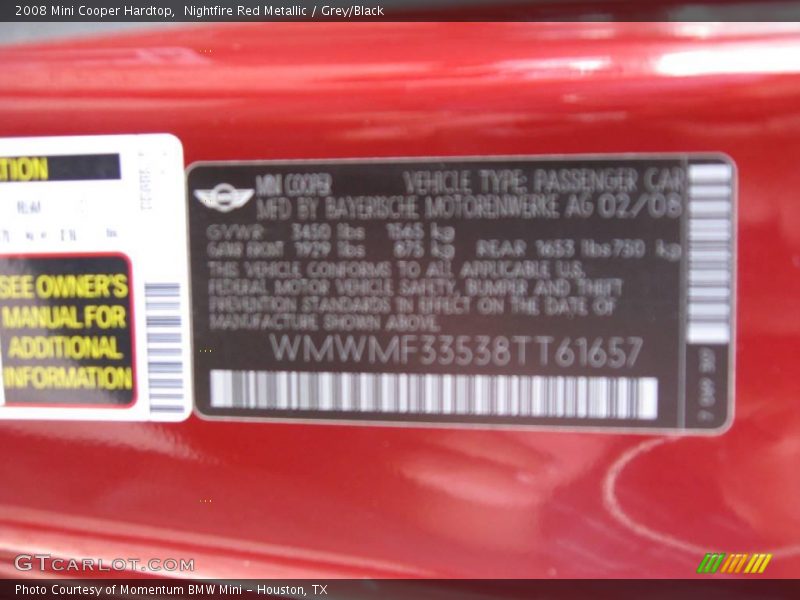 2008 Mini Cooper Hardtop,  Nightfire Red Metallic / Grey/Black
TION
SEE OWNER'S
MANUAL FOR
ADDITIONAL
INFORMATION
MINI COOPER VEHICLE TYPE: PASSENGER CAR
MFD BY BAYERISCHE MOTORENWERKE AG 02/08
GVWR 3450 lbs 1565 kg
GAWR FRONT 1929 lbs 875 kg REAR 1653 lbs 750 kg
THIS VEHICLE CONFORMS TO ALL APPLICABLE U.S.
FEDERAL MOTOR VEHICLE SAFETY, BUMPER AND THEFT
PREVENTION STANDARDS IN EFFECT ON THE DATE OF
MANUFACTURE SHOWN ABOVE.
WMWMF33538TT61657
GTCARLOT.COM
Photo Courtesy of Momentum BMW Mini - Houston, TX